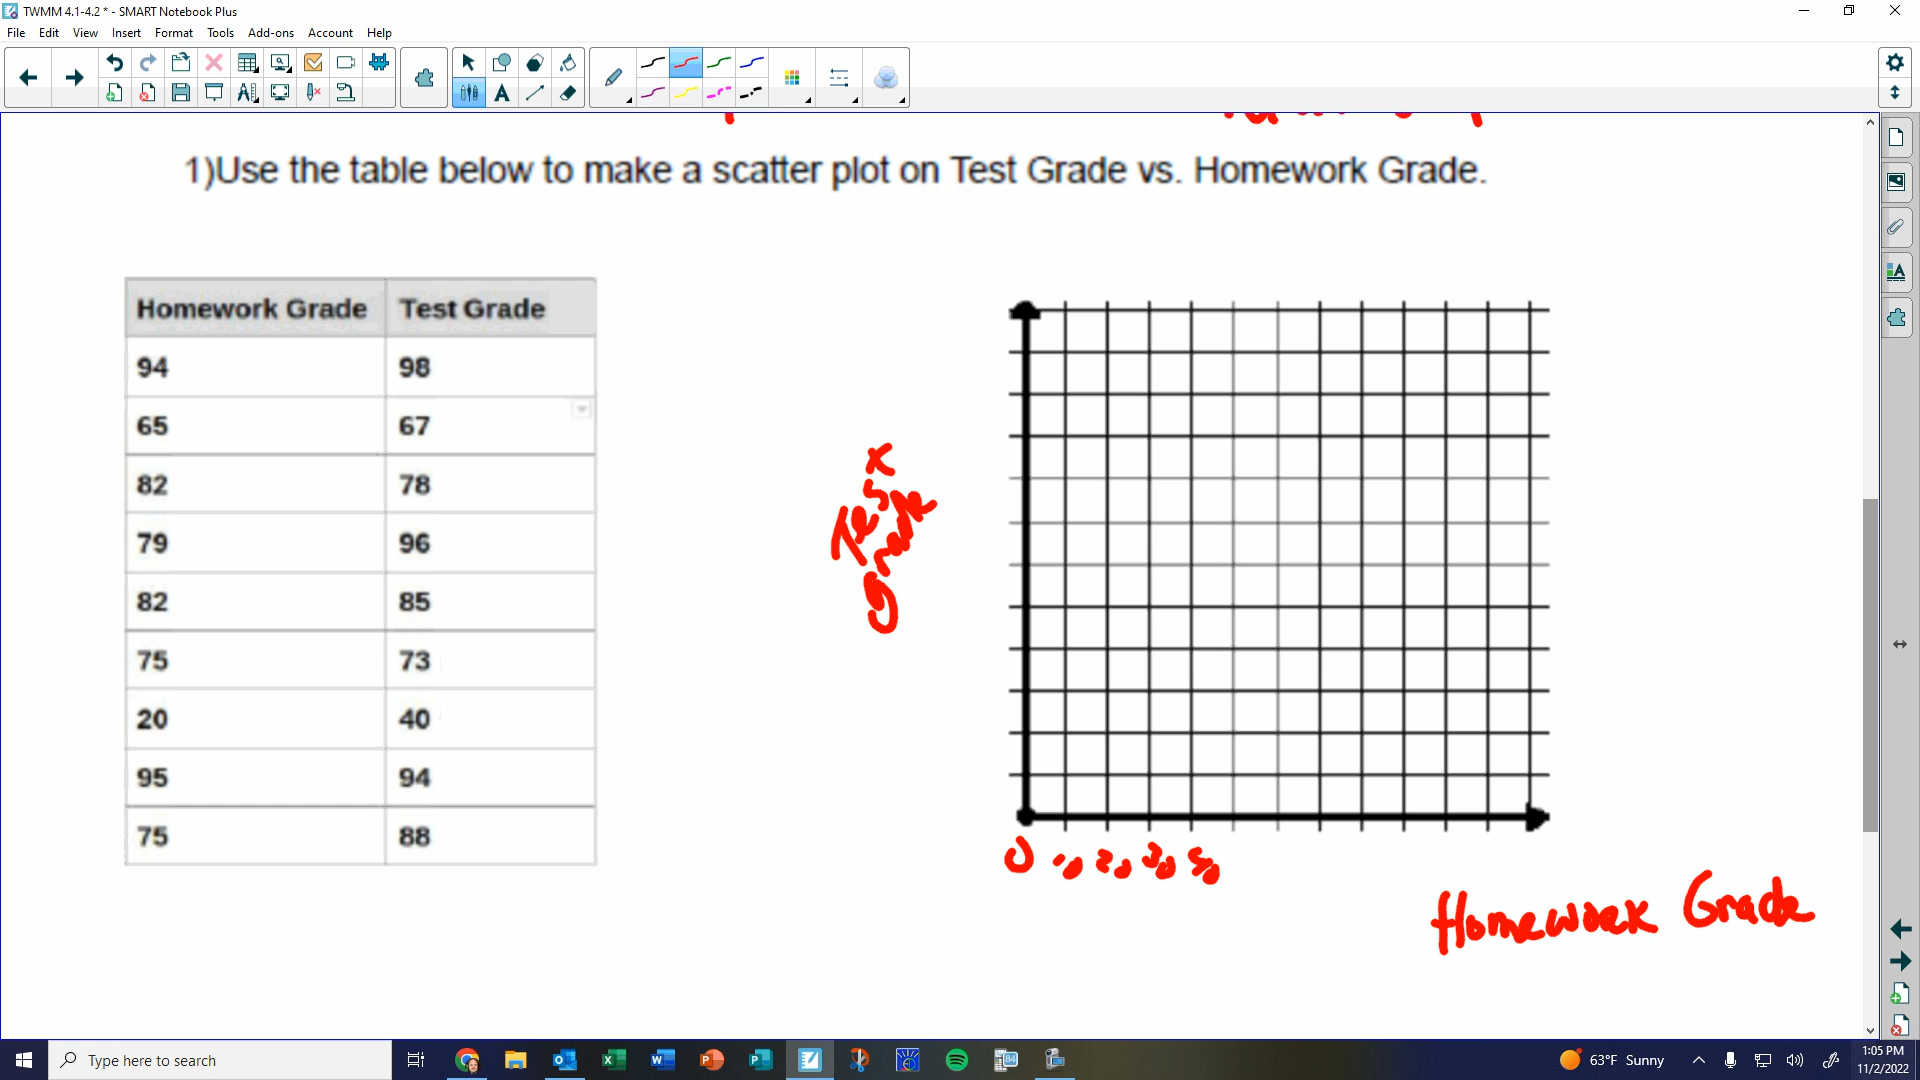 TWMM 4.1-4.2 * - SMART Notebook Plus
File Edit View Insert Format Tools Add-ons Account Help
1)Use the table below to make a scatter plot on Test Grade vs. Homework Grade.
Homework Grade Test Grade
94 98
65 67
82 78
79 96
82 85
75 73
20 40
95 94
75 88
Test
grade
0 10 20 30 50
Homework Grade
Type here to search
84
63°F Sunny
1:05 PM
11/2/2022